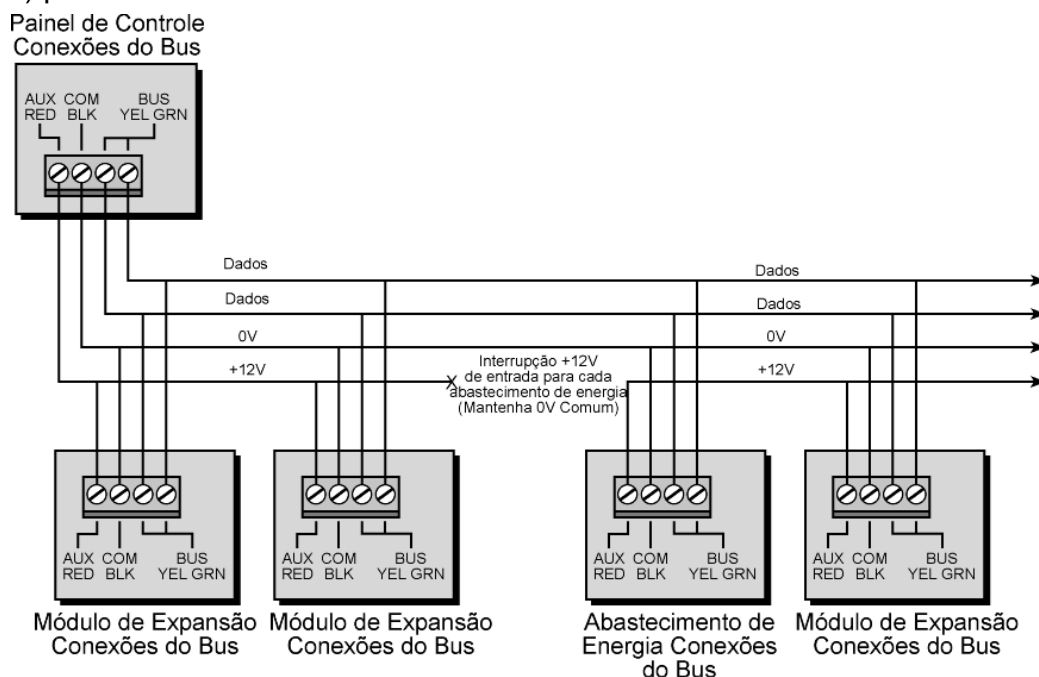 Painel de Controle
Conexões do Bus
AUX COM BUS
RED BLK YEL GRN
Dados
Dados
Dados
Dados
0V
0V
+12V
Interrupção +12V
de entrada para cada
abastecimento de energia
(Mantenha 0V Comum)
+12V
AUX COM BUS
RED BLK YEL GRN
AUX COM BUS
RED BLK YEL GRN
AUX COM BUS
RED BLK YEL GRN
AUX COM BUS
RED BLK YEL GRN
Módulo de Expansão
Conexões do Bus
Módulo de Expansão
Conexões do Bus
Abastecimento de
Energia Conexões
do Bus
Módulo de Expansão
Conexões do Bus